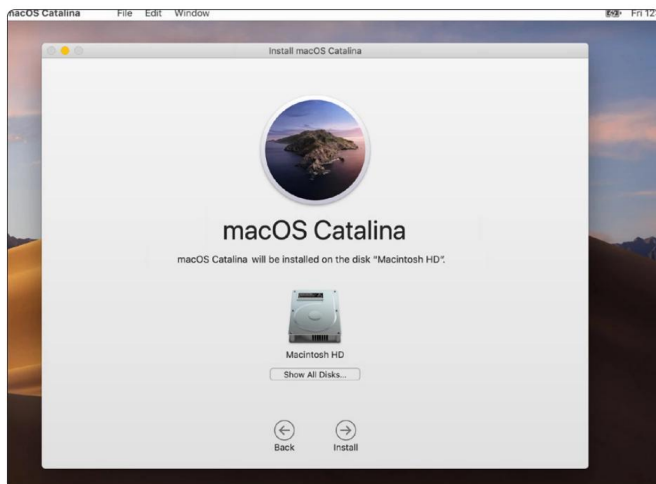 macOS Catalina File Edit Window Fri 12
Install macOS Catalina
macOS Catalina
macOS Catalina will be installed on the disk “Macintosh HD”.
Macintosh HD
Show All Disks...
Back Install